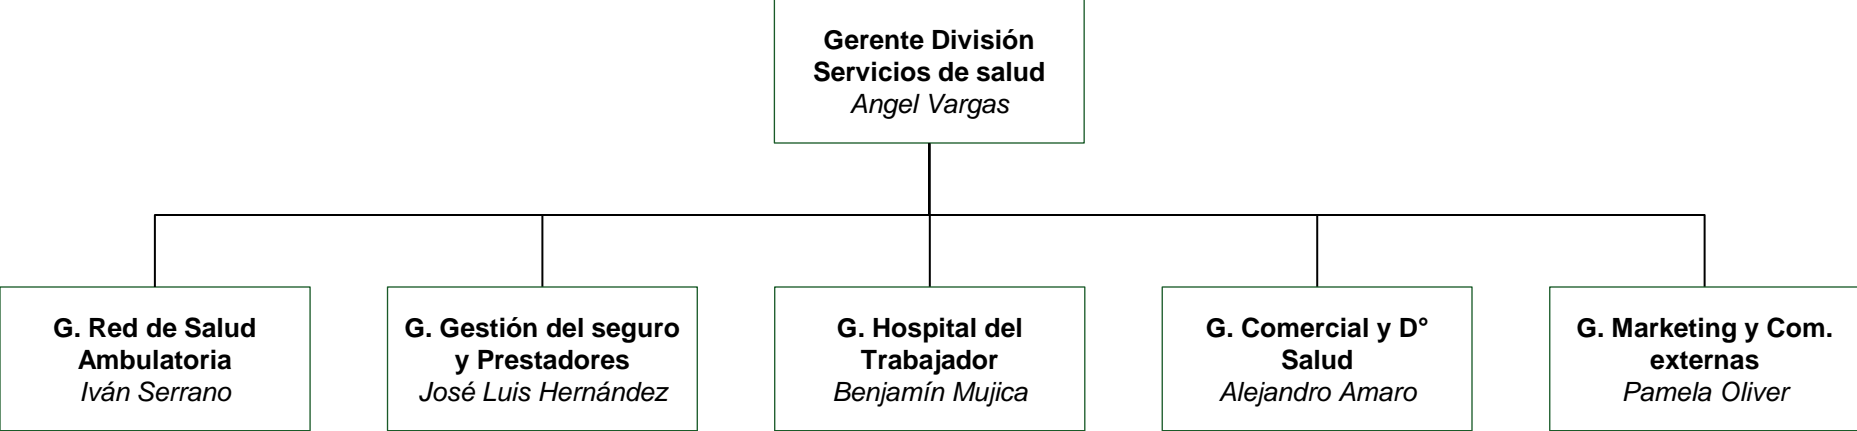 Gerente División
Servicios de salud
Angel Vargas
G. Red de Salud
Ambulatoria
Iván Serrano
G. Gestión del seguro
y Prestadores
José Luis Hernández
G. Hospital del
Trabajador
Benjamín Mujica
G. Comercial y D°
Salud
Alejandro Amaro
G. Marketing y Com.
externas
Pamela Oliver